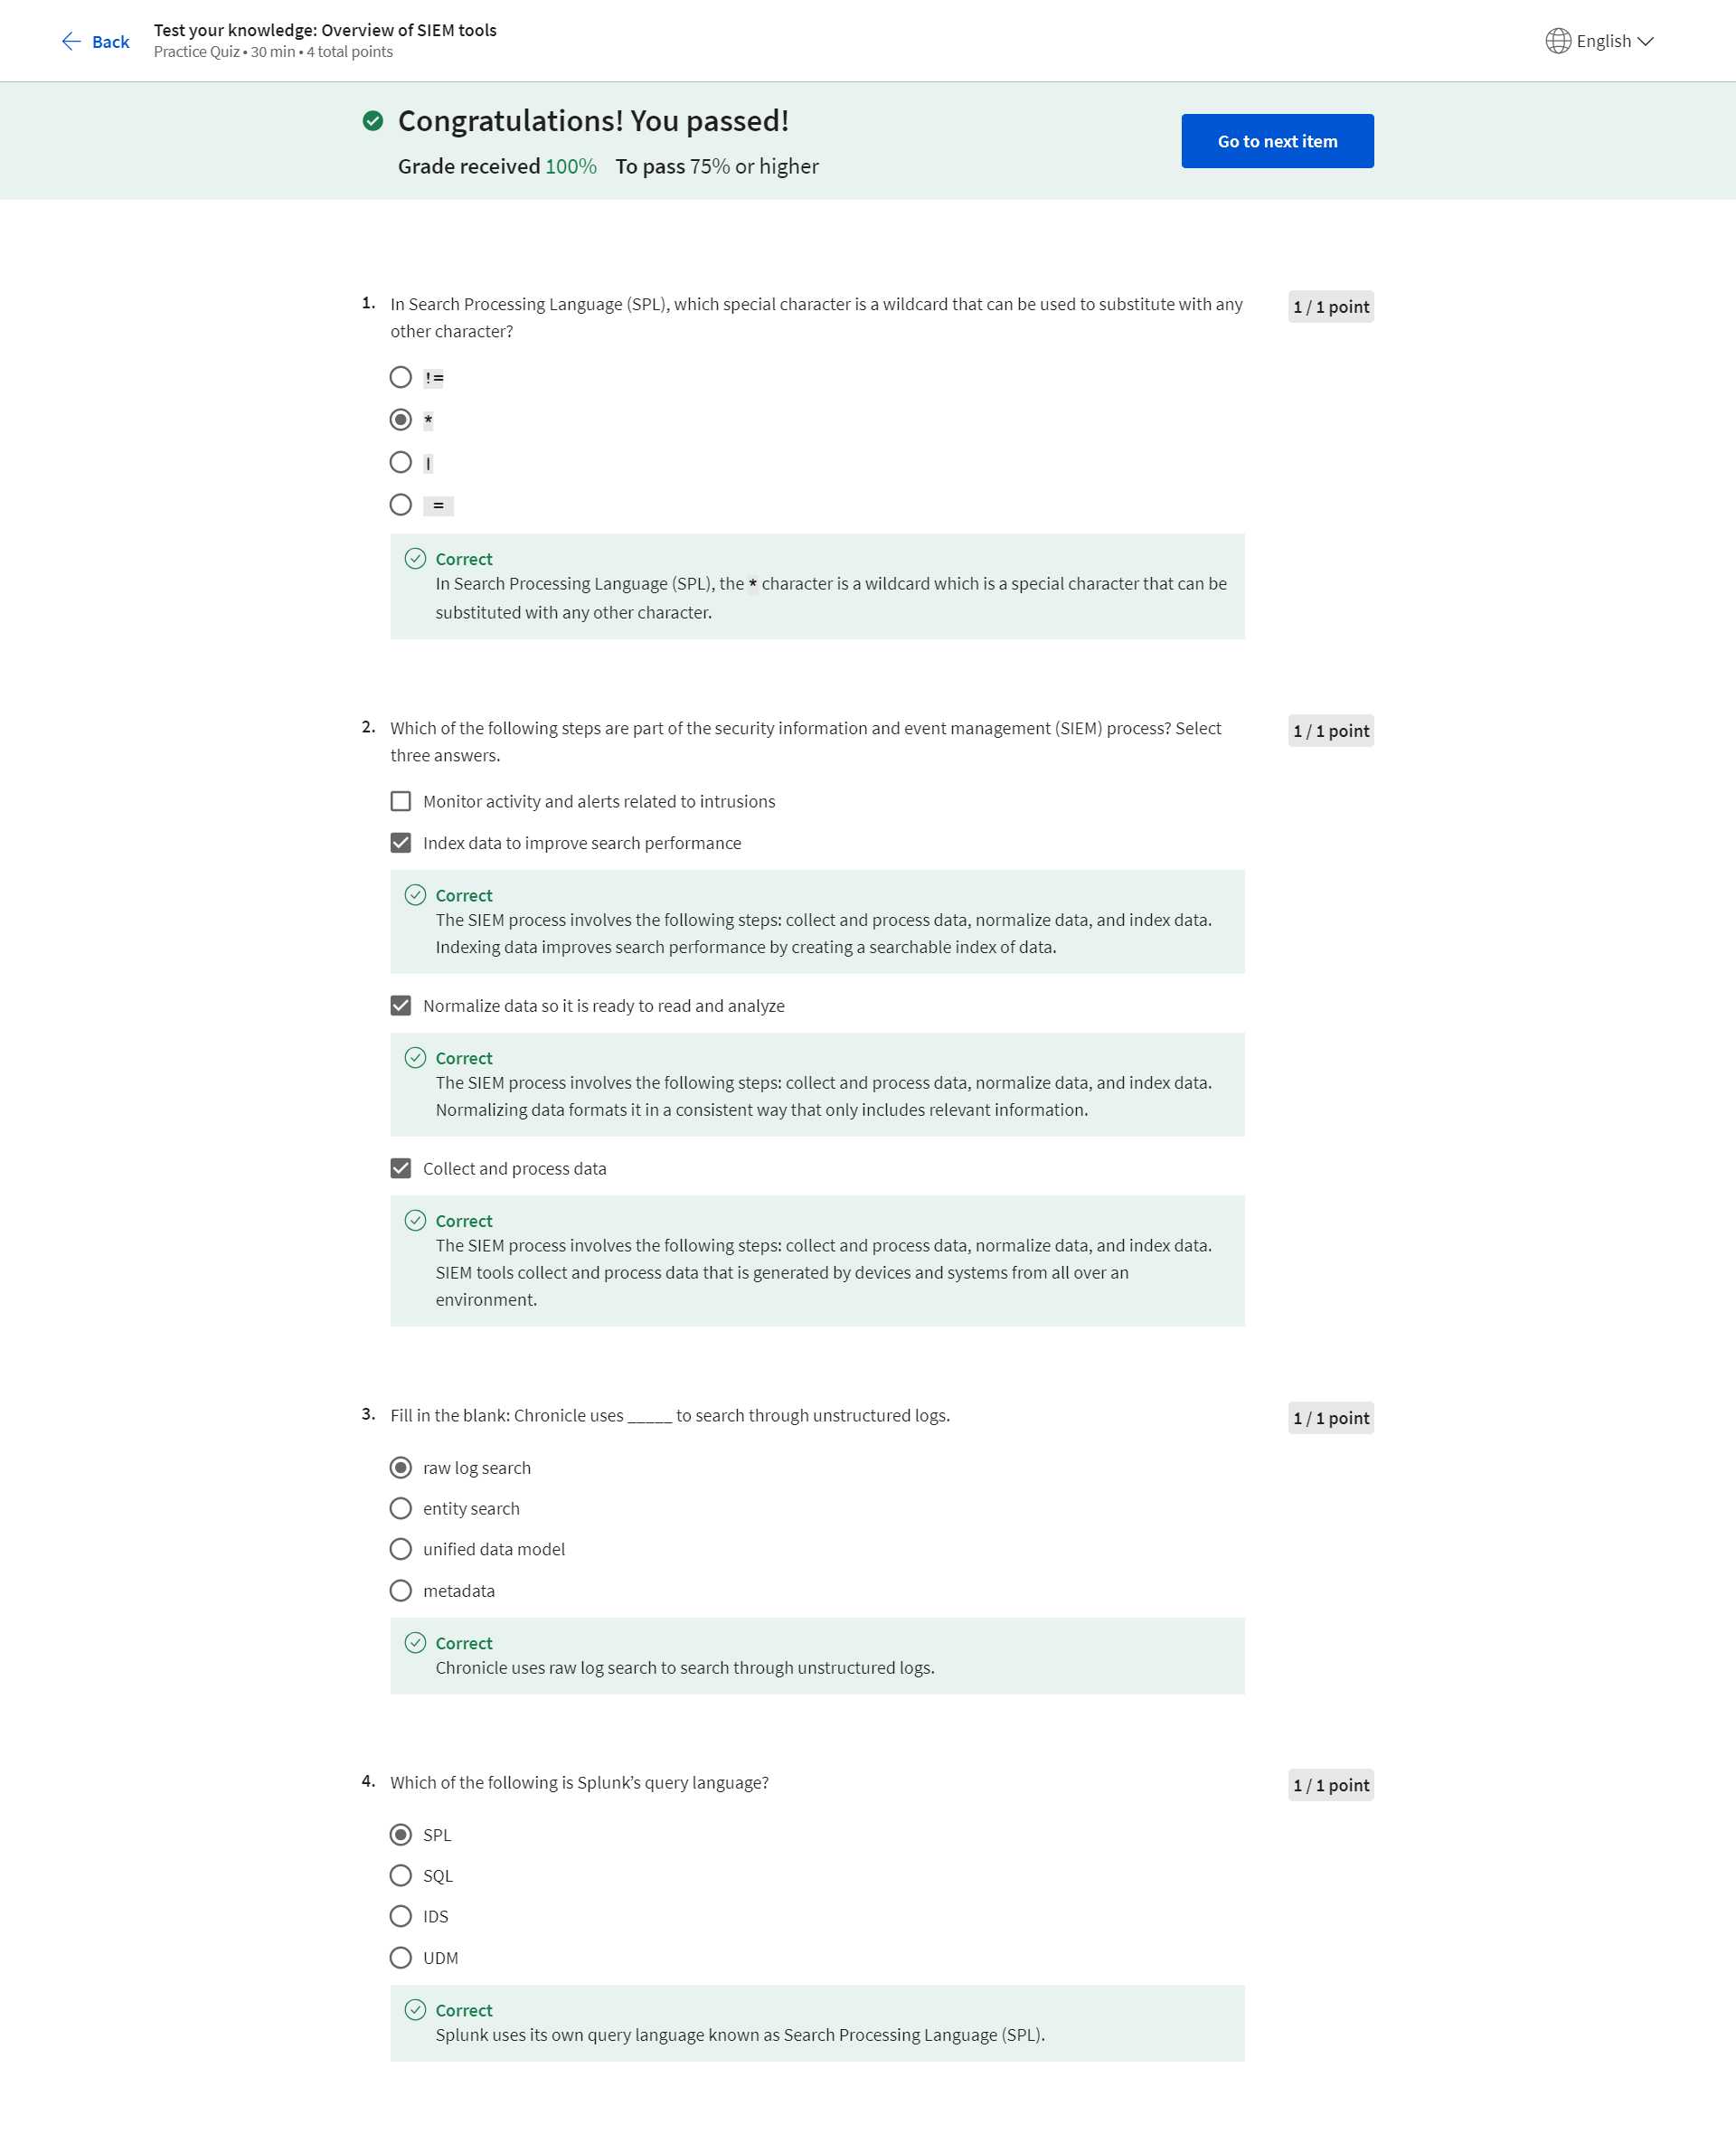 Back
Test your knowledge: Overview of SIEM tools
Practice Quiz • 30 min • 4 total points
English
Congratulations! You passed!
Grade received 100% To pass 75% or higher
Go to next item
1. In Search Processing Language (SPL), which special character is a wildcard that can be used to substitute with any
other character?
1 / 1 point
!=
*
|
=
Correct
In Search Processing Language (SPL), the * character is a wildcard which is a special character that can be
substituted with any other character.
2. Which of the following steps are part of the security information and event management (SIEM) process? Select
three answers.
1 / 1 point
Monitor activity and alerts related to intrusions
Index data to improve search performance
Correct
The SIEM process involves the following steps: collect and process data, normalize data, and index data.
Indexing data improves search performance by creating a searchable index of data.
Normalize data so it is ready to read and analyze
Correct
The SIEM process involves the following steps: collect and process data, normalize data, and index data.
Normalizing data formats it in a consistent way that only includes relevant information.
Collect and process data
Correct
The SIEM process involves the following steps: collect and process data, normalize data, and index data.
SIEM tools collect and process data that is generated by devices and systems from all over an
environment.
3. Fill in the blank: Chronicle uses _____ to search through unstructured logs.
1 / 1 point
raw log search
entity search
unified data model
metadata
Correct
Chronicle uses raw log search to search through unstructured logs.
4. Which of the following is Splunk’s query language?
1 / 1 point
SPL
SQL
IDS
UDM
Correct
Splunk uses its own query language known as Search Processing Language (SPL).